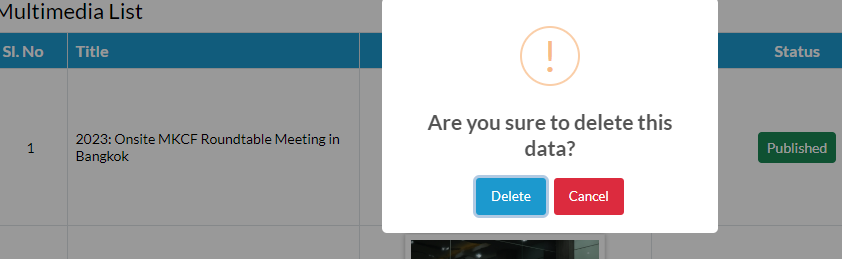 Multimedia List
Sl. No
Title
Status
1
2023: Onsite MKCF Roundtable Meeting in
Bangkok
Published
!
Are you sure to delete this
data?
Delete
Cancel